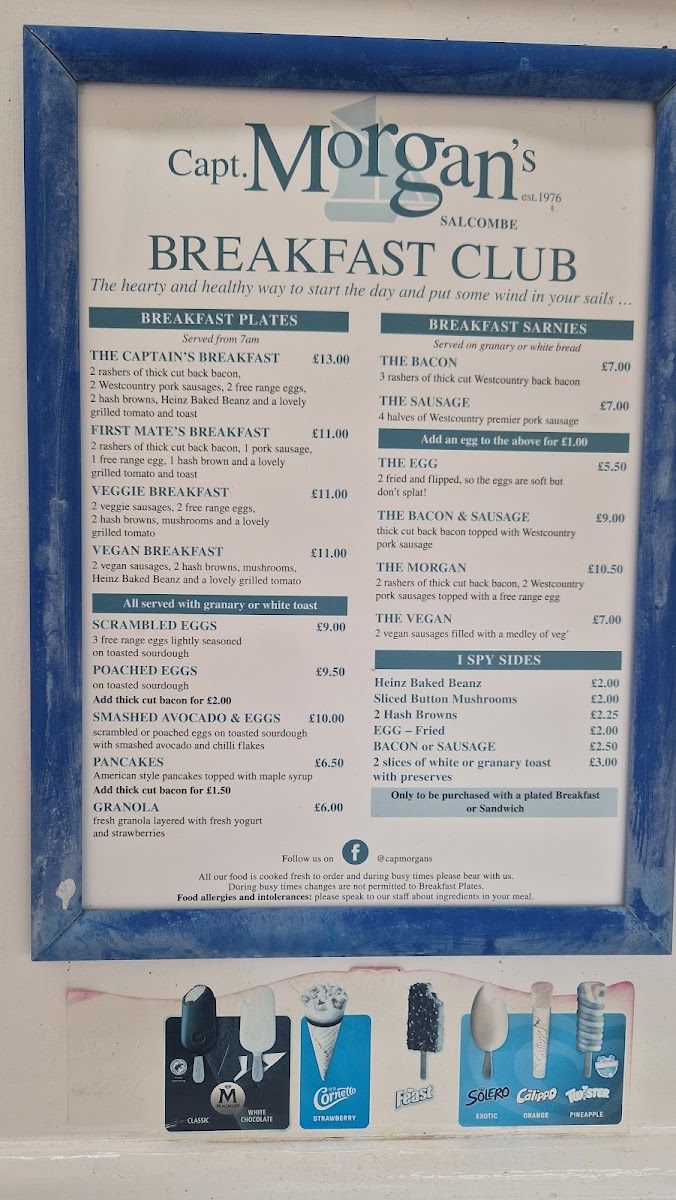 Capt. Morgan's
est.1976
SALCOMBE
BREAKFAST CLUB
The hearty and healthy way to start the day and put some wind in your sails ...
BREAKFAST PLATES
Served from 7am
THE CAPTAIN'S BREAKFAST £13.00
2 rashers of thick cut back bacon,
2 Westcountry pork sausages, 2 free range eggs,
2 hash browns, Heinz Baked Beanz and a lovely
grilled tomato and toast
FIRST MATE'S BREAKFAST £11.00
2 rashers of thick cut back bacon, 1 pork sausage,
1 free range egg, 1 hash brown and a lovely
grilled tomato and toast
VEGGIE BREAKFAST £11.00
2 veggie sausages, 2 free range eggs,
2 hash browns, mushrooms and a lovely
grilled tomato
VEGAN BREAKFAST £11.00
2 vegan sausages, 2 hash browns, mushrooms,
Heinz Baked Beanz and a lovely grilled tomato
All served with granary or white toast
SCRAMBLED EGGS £9.00
3 free range eggs lightly seasoned
on toasted sourdough
POACHED EGGS £9.50
on toasted sourdough
Add thick cut bacon for £2.00
SMASHED AVOCADO & EGGS £10.00
scrambled or poached eggs on toasted sourdough
with smashed avocado and chilli flakes
PANCAKES £6.50
American style pancakes topped with maple syrup
Add thick cut bacon for £1.50
GRANOLA £6.00
fresh granola layered with fresh yogurt
and strawberries
BREAKFAST SARNIES
Served on granary or white bread
THE BACON £7.00
3 rashers of thick cut Westcountry back bacon
THE SAUSAGE £7.00
4 halves of Westcountry premier pork sausage
Add an egg to the above for £1.00
THE EGG £5.50
2 fried and flipped, so the eggs are soft but
don't splat!
THE BACON & SAUSAGE £9.00
thick cut back bacon topped with Westcountry
pork sausage
THE MORGAN £10.50
2 rashers of thick cut back bacon, 2 Westcountry
pork sausages topped with a free range egg
THE VEGAN £7.00
2 vegan sausages filled with a medley of veg'
I SPY SIDES
Heinz Baked Beanz £2.00
Sliced Button Mushrooms £2.00
2 Hash Browns £2.25
EGG – Fried £2.00
BACON or SAUSAGE £2.50
2 slices of white or granary toast £3.00
with preserves
Only to be purchased with a plated Breakfast
or Sandwich
Follow us on f @capmorgans
All our food is cooked fresh to order and during busy times please bear with us.
During busy times changes are not permitted to Breakfast Plates.
Food allergies and intolerances: please speak to our staff about ingredients in your meal.
M
MAGNUM
CLASSIC
WHITE
CHOCOLATE
Cornetto
STRAWBERRY
Feast
SOLERO
EXOTIC
Calippo
ORANGE
TWISTER
PINEAPPLE